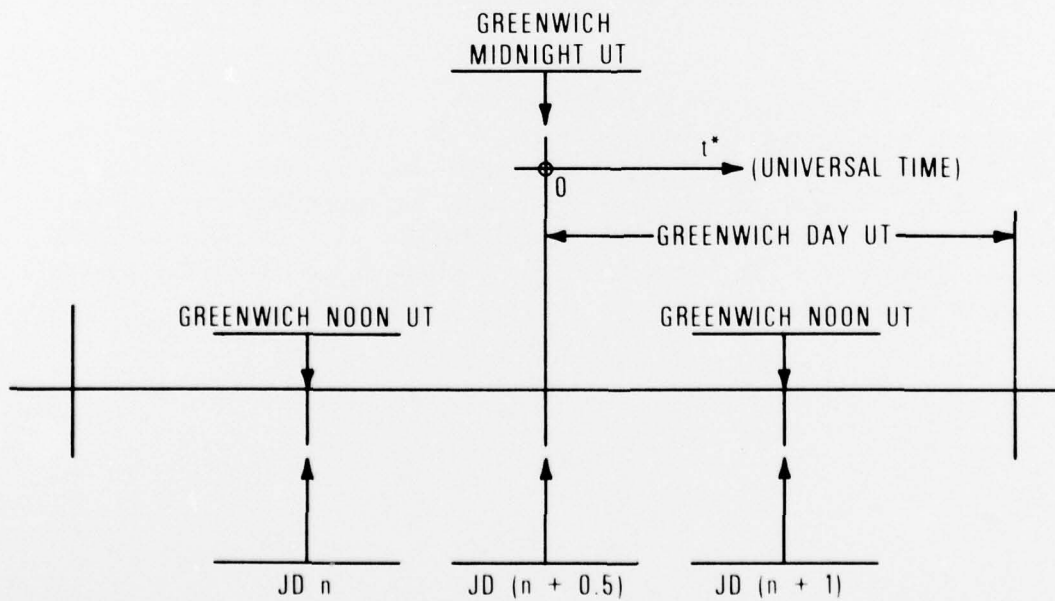 GREENWICH
MIDNIGHT UT
t*
(UNIVERSAL TIME)
0
GREENWICH DAY UT
GREENWICH NOON UT
GREENWICH NOON UT
JD n
JD (n + 0.5)
JD (n + 1)